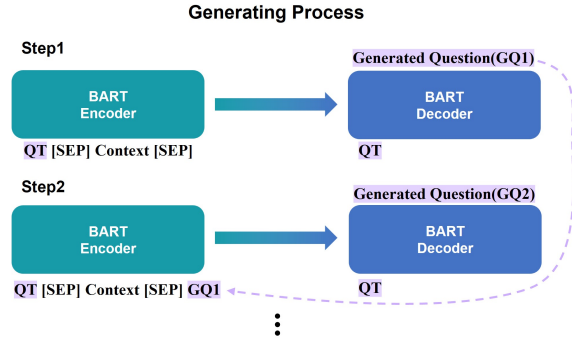 Generating Process
Step1
Generated Question(GQ1)
BART
Encoder
BART
Decoder
QT [SEP] Context [SEP]
QT
Step2
Generated Question(GQ2)
BART
Encoder
BART
Decoder
QT [SEP] Context [SEP] GQ1
QT